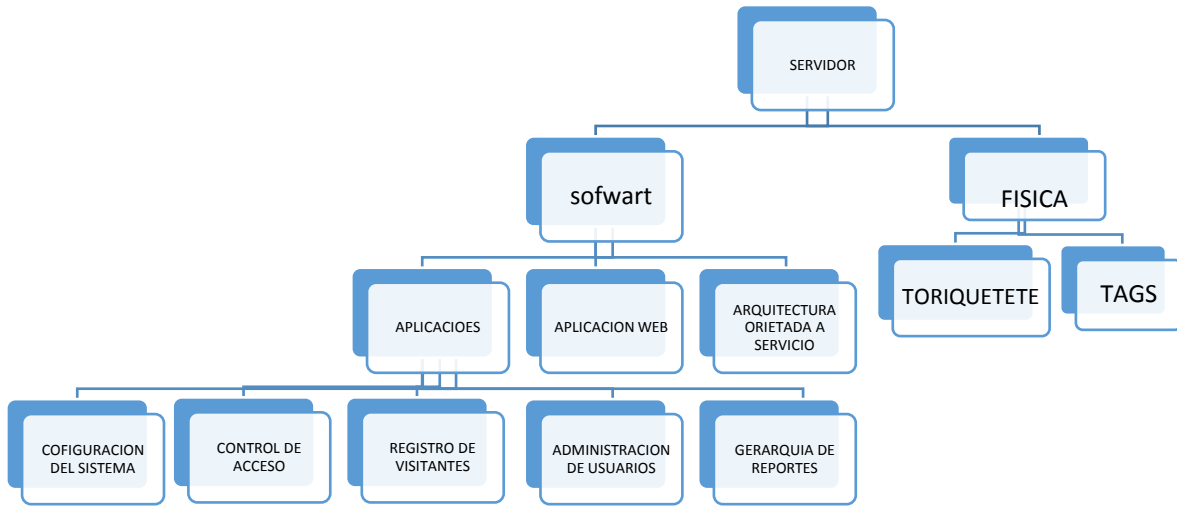 SERVIDOR
sofwart
FISICA
TORIQUETETE
TAGS
APLICACIOES
APLICACION WEB
ARQUITECTURA
ORIETADA A
SERVICIO
COFIGURACION
DEL SISTEMA
CONTROL DE
ACCESO
REGISTRO DE
VISITANTES
ADMINISTRACION
DE USUARIOS
GERARQUIA DE
REPORTES